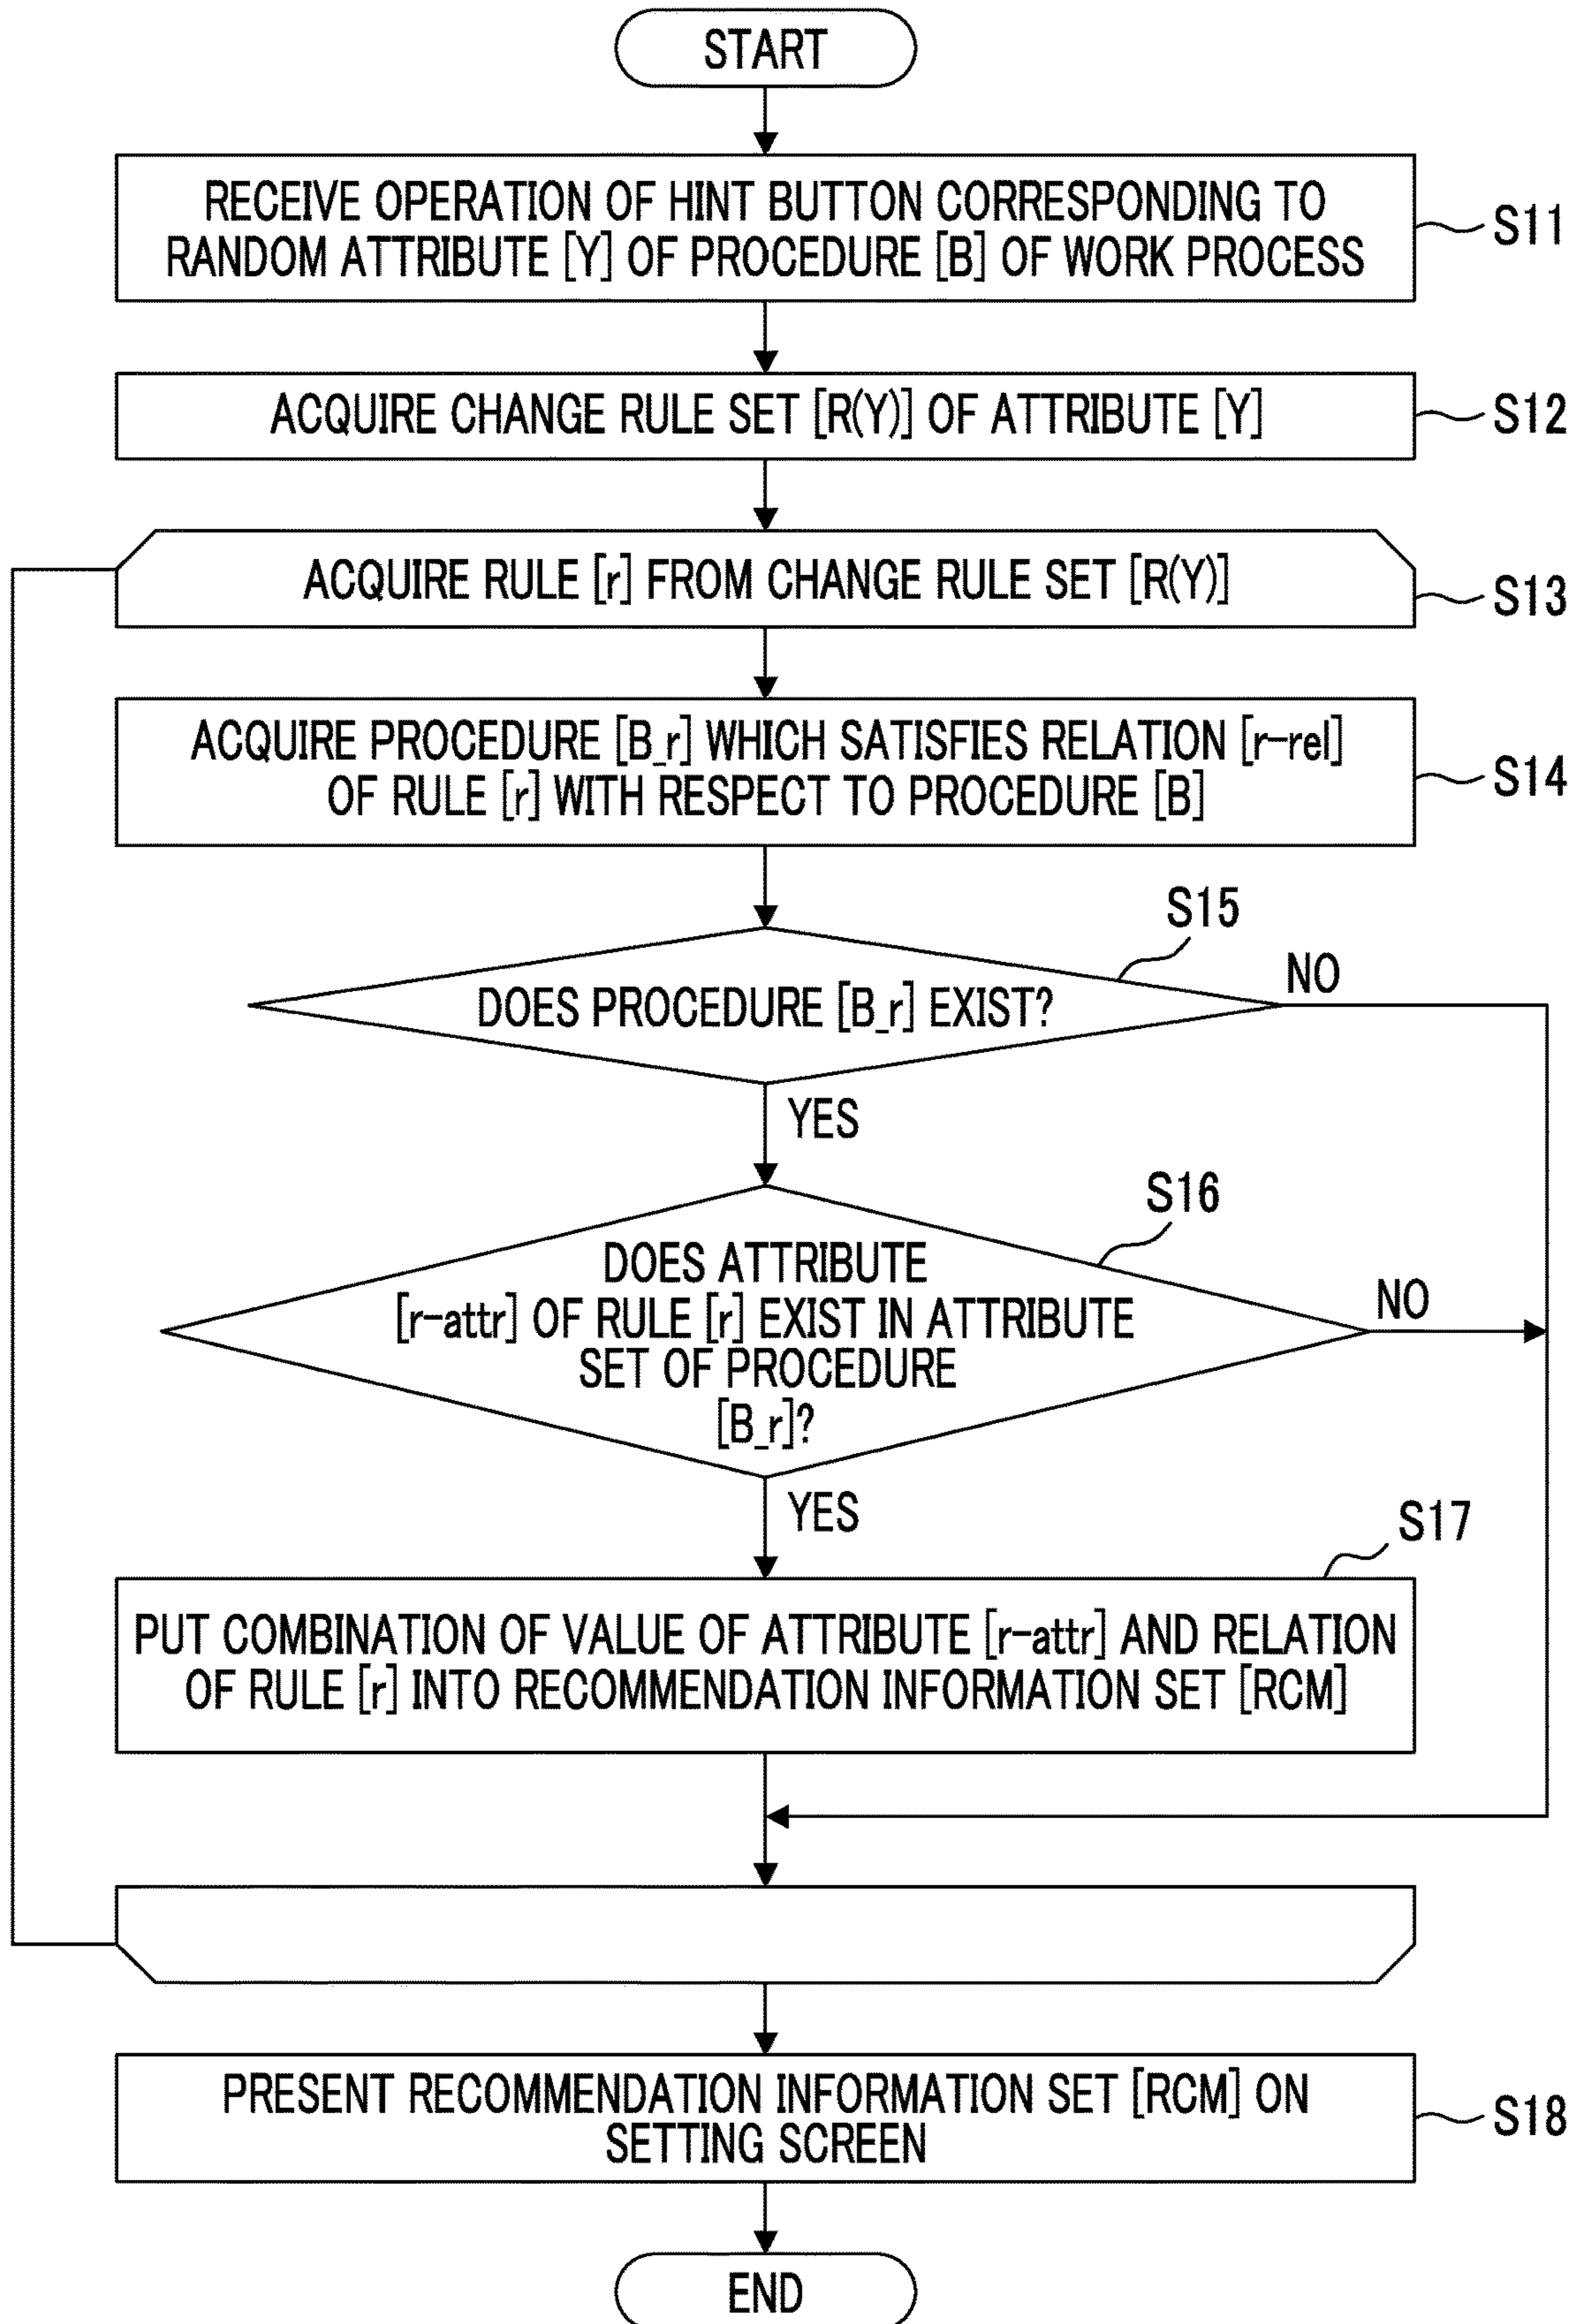 START
RECEIVE OPERATION OF HINT BUTTON CORRESPONDING TO
RANDOM ATTRIBUTE [Y] OF PROCEDURE [B] OF WORK PROCESS
S11
ACQUIRE CHANGE RULE SET [R(Y)] OF ATTRIBUTE [Y]
S12
ACQUIRE RULE [r] FROM CHANGE RULE SET [R(Y)]
S13
ACQUIRE PROCEDURE [B_r] WHICH SATISFIES RELATION [r-rel]
OF RULE [r] WITH RESPECT TO PROCEDURE [B]
S14
S15
DOES PROCEDURE [B_r] EXIST?
NO
YES
S16
DOES ATTRIBUTE
[r-attr] OF RULE [r] EXIST IN ATTRIBUTE
SET OF PROCEDURE
[B_r]?
NO
YES
S17
PUT COMBINATION OF VALUE OF ATTRIBUTE [r-attr] AND RELATION
OF RULE [r] INTO RECOMMENDATION INFORMATION SET [RCM]
PRESENT RECOMMENDATION INFORMATION SET [RCM] ON
SETTING SCREEN
S18
END